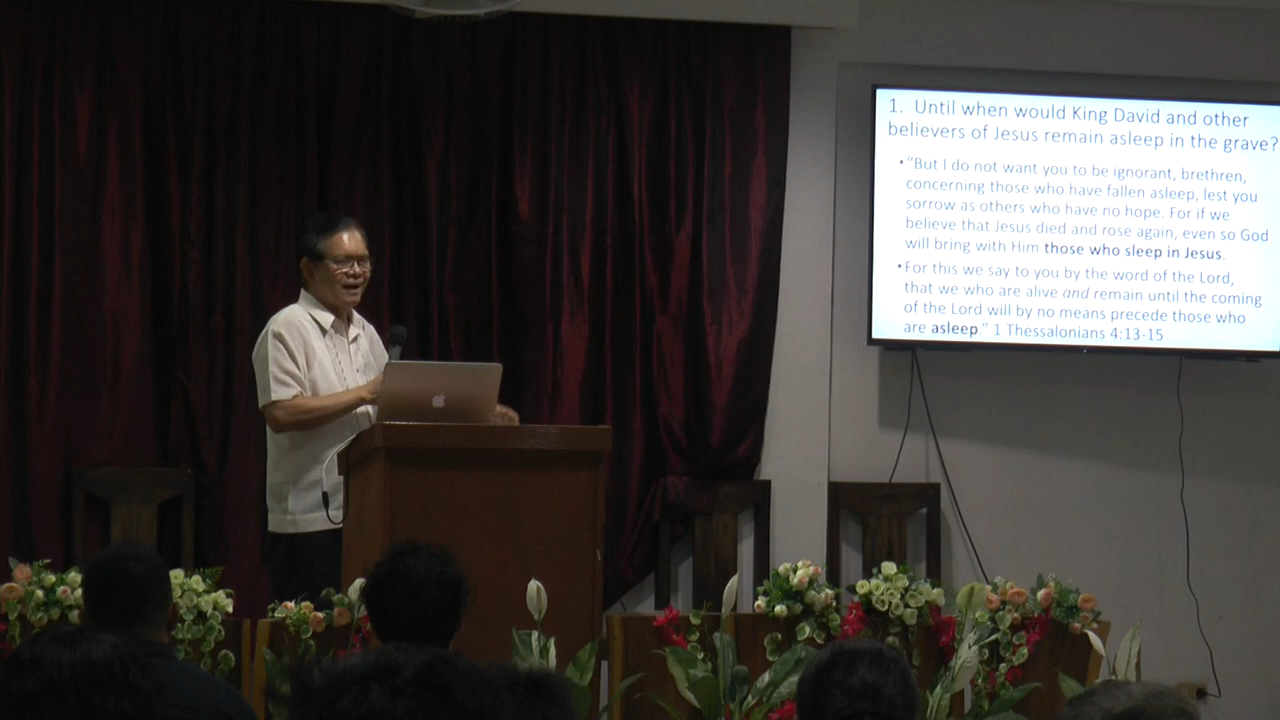 1. Until when would King David and other
believers of Jesus remain asleep in the grave?
• “But I do not want you to be ignorant, brethren,
concerning those who have fallen asleep, lest you
sorrow as others who have no hope. For if we
believe that Jesus died and rose again, even so God
will bring with Him those who sleep in Jesus.
• For this we say to you by the word of the Lord,
that we who are alive and remain until the coming
of the Lord will by no means precede those who
are asleep.” 1 Thessalonians 4:13-15